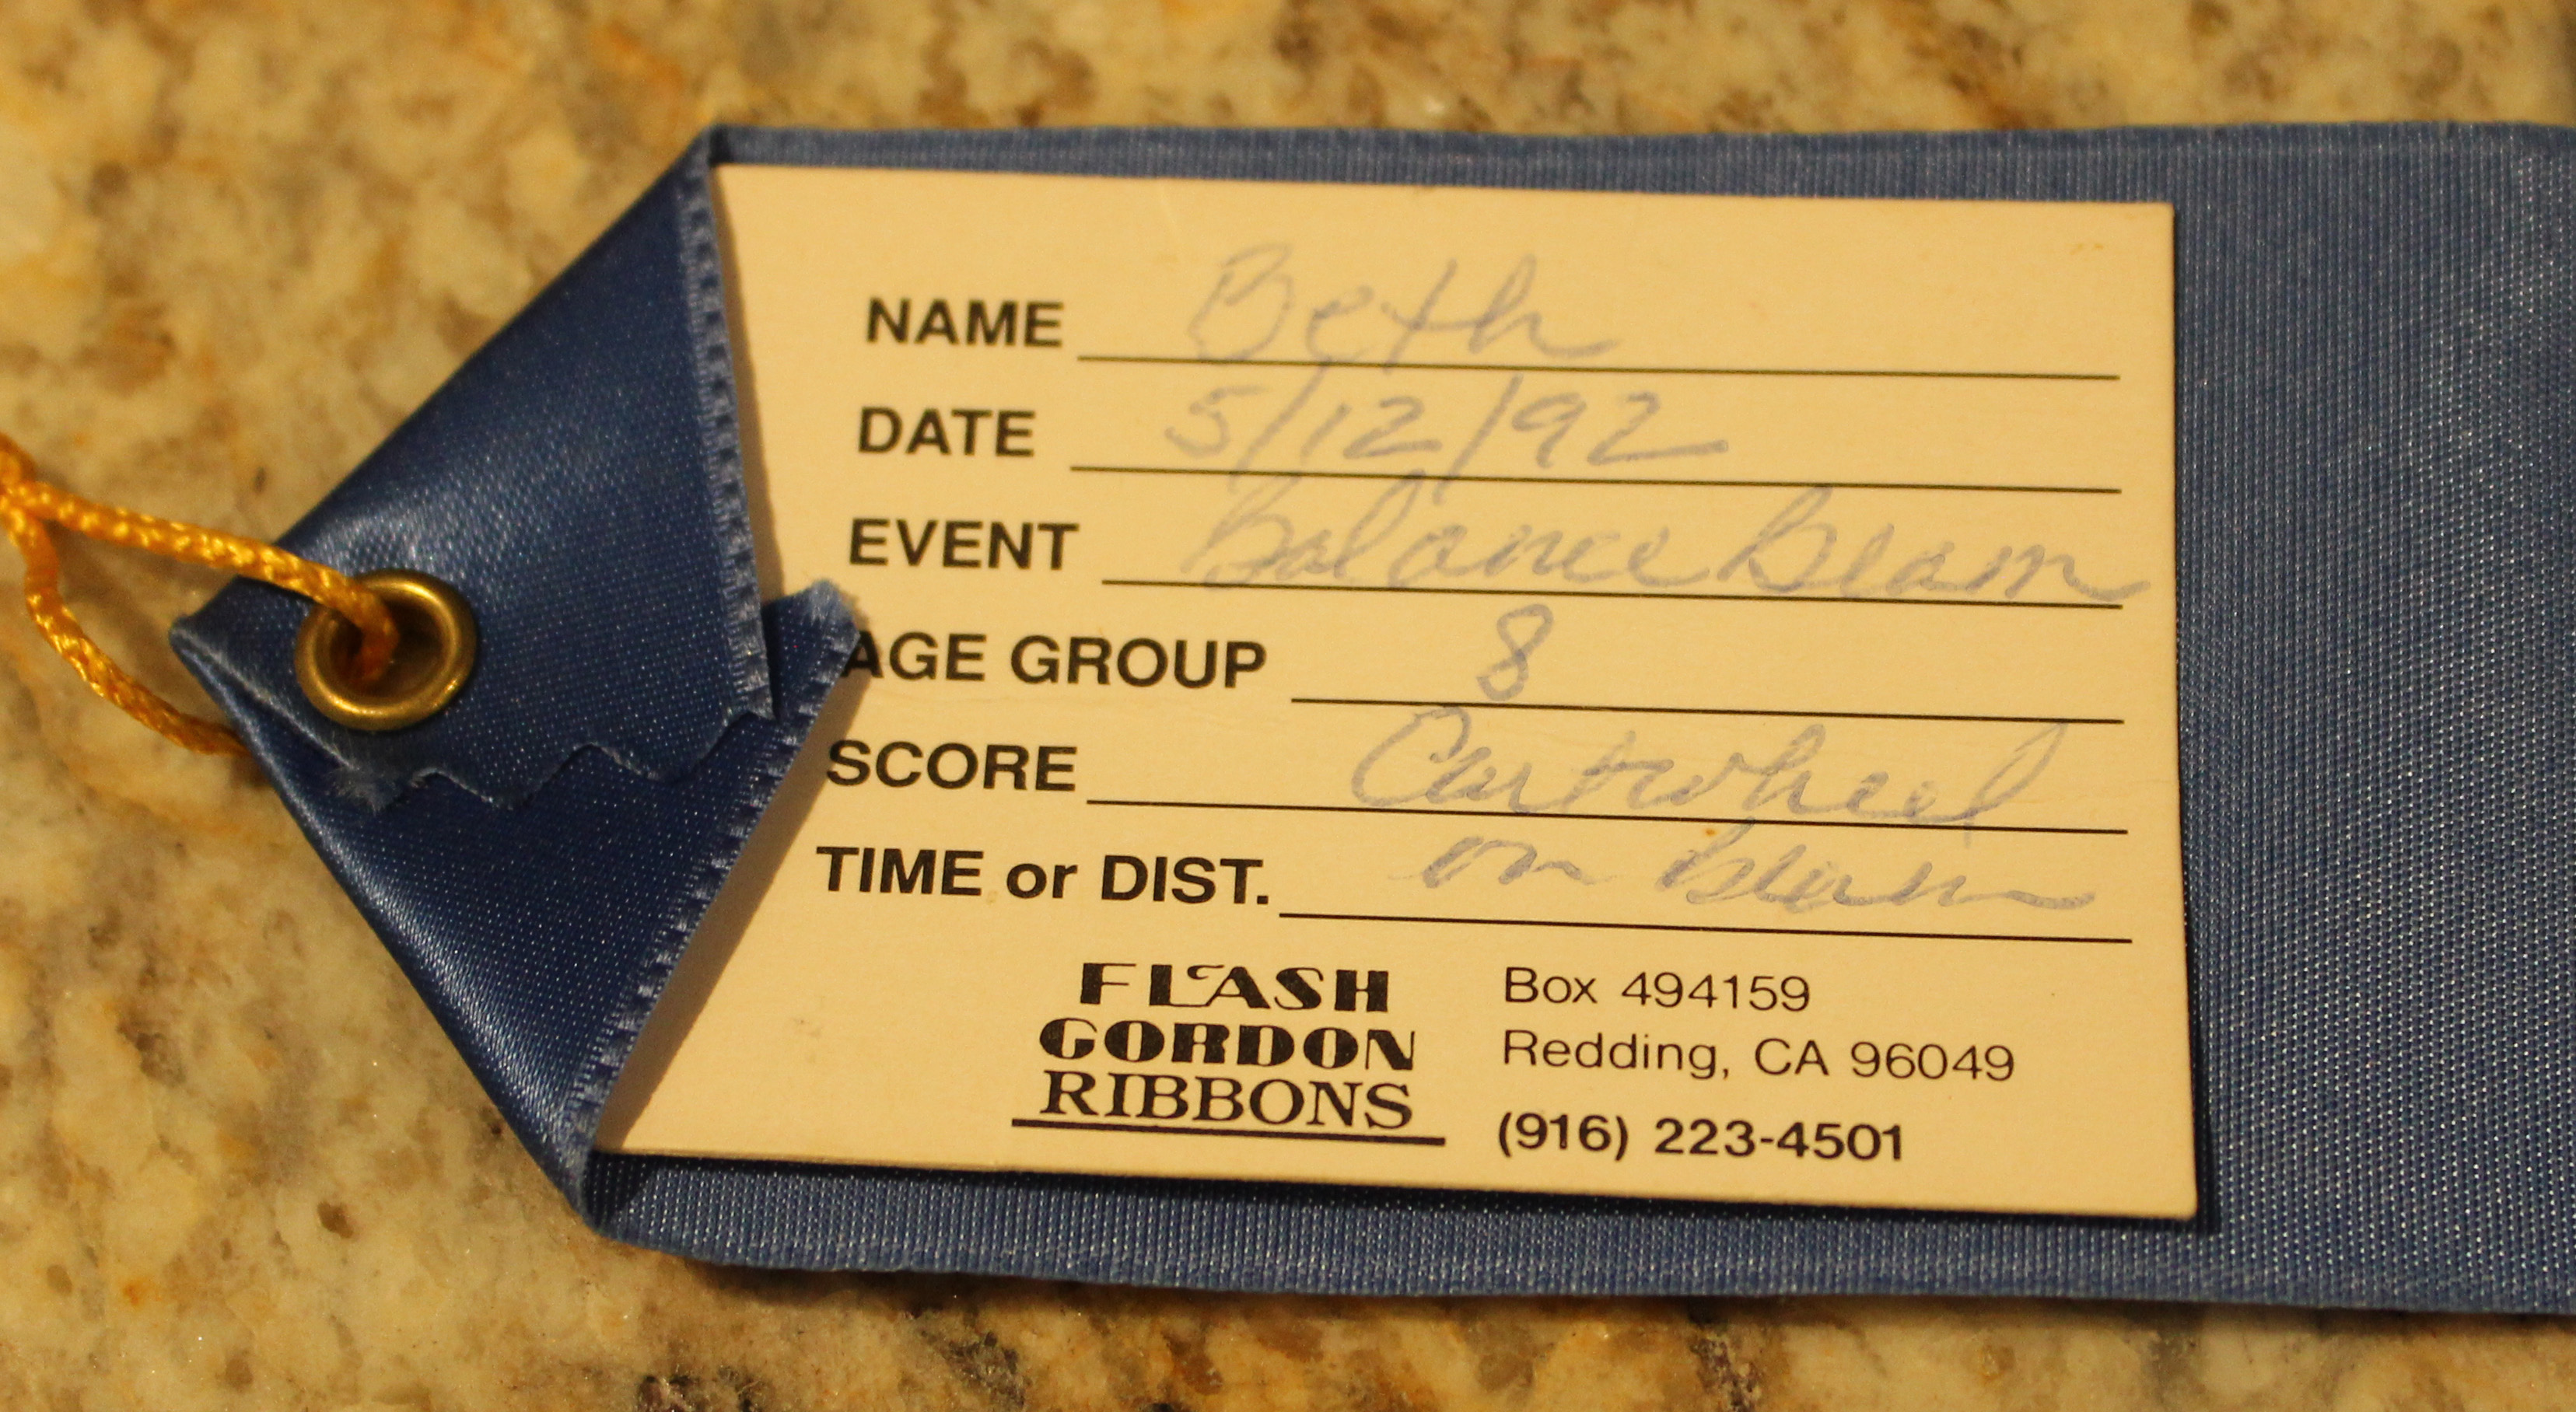 NAME Beth
DATE 5/12/92
EVENT Balance Beam
AGE GROUP 8
SCORE Cartwheel
TIME or DIST. on Beam
FLASH
GORDON
RIBBONS
Box 494159
Redding, CA 96049
(916) 223-4501